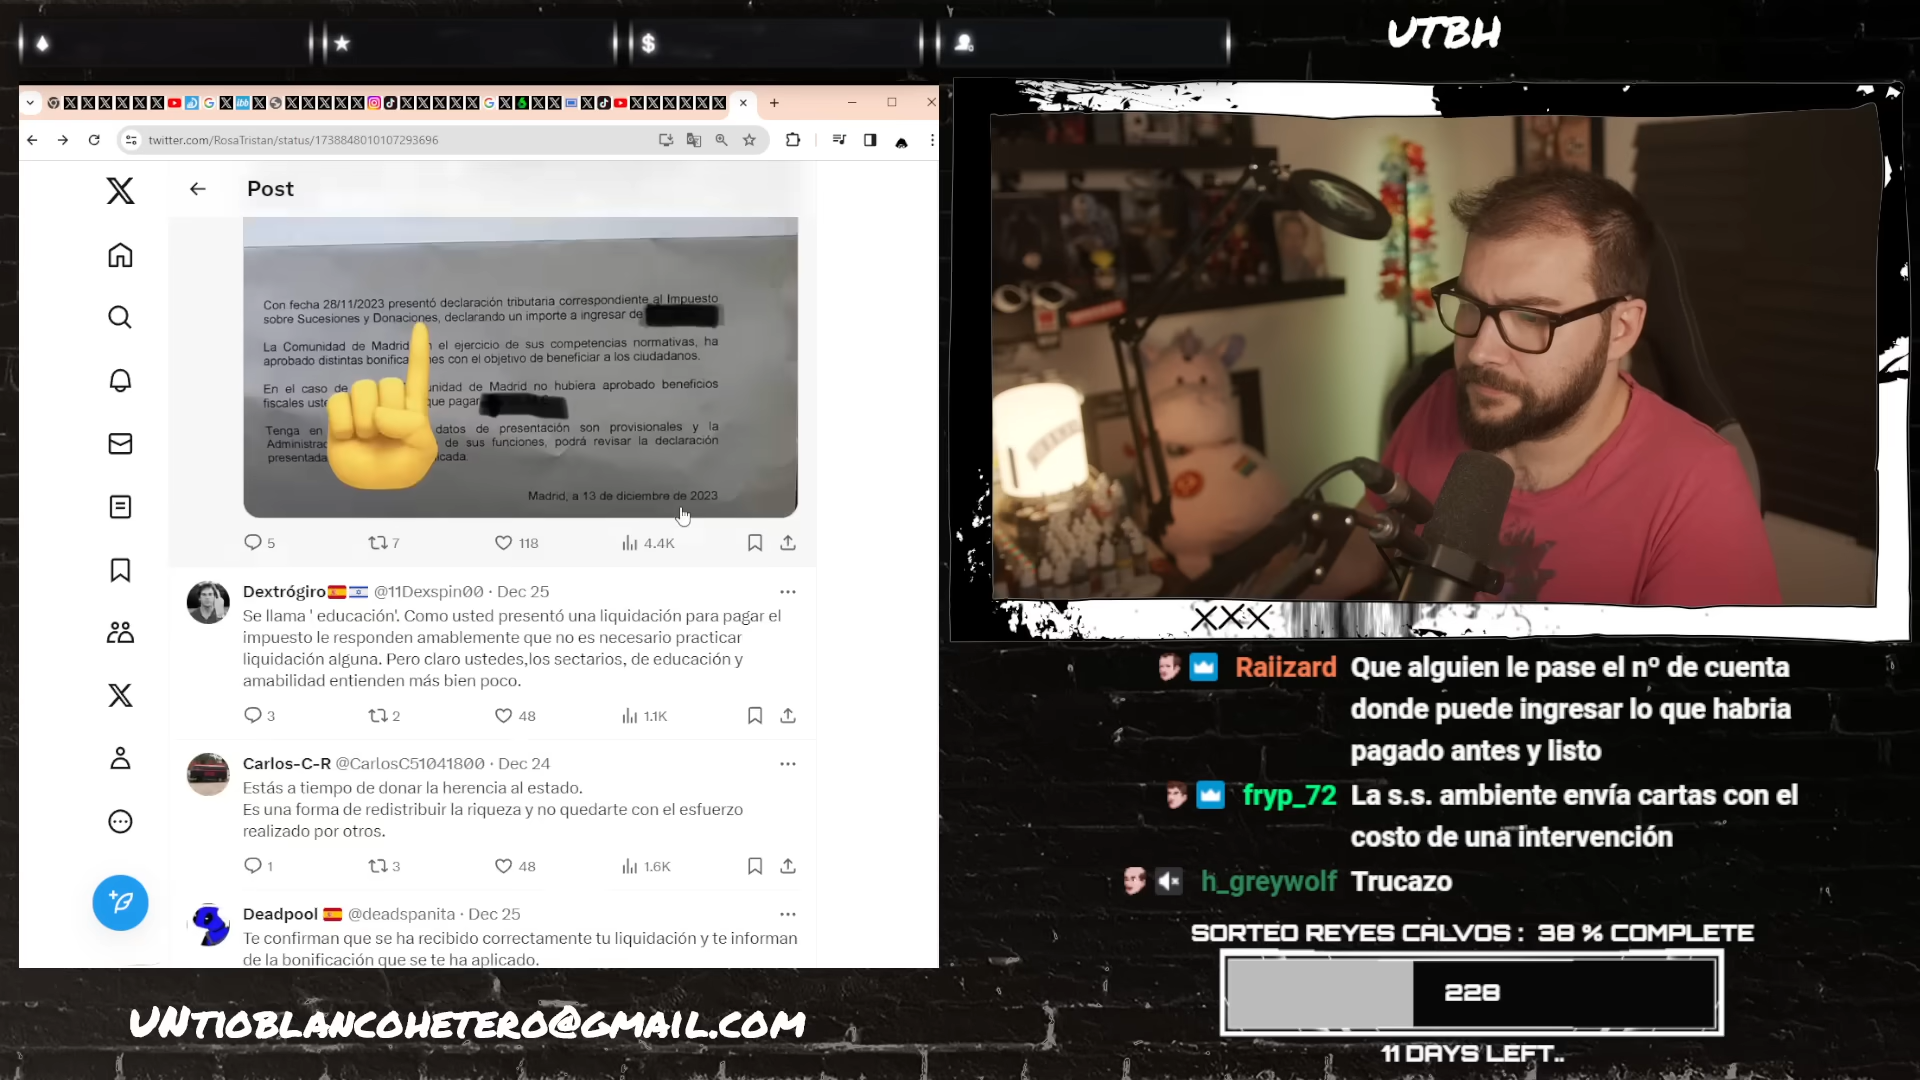 UTBH
twitter.com/RosaTristan/status/1738848010107293696
Post
Con fecha 28/11/2023 presentó declaración tributaria correspondiente al Impuesto
sobre Sucesiones y Donaciones, declarando un importe a ingresar de
La Comunidad de Madrid el ejercicio de sus competencias normativas, ha
aprobado distintas con el objetivo de beneficiar a los ciudadanos.
En el caso de de Madrid no hubiera aprobado beneficios
fiscales que pagar
Tenga en datos de presentación son provisionales y la
de sus funciones, podrá revisar la declaración
presentada
Madrid, a 13 de diciembre de 2023
5 7 118 4.4K
Dextrógiro @11Dexspin00 · Dec 25
Se llama ' educación'. Como usted presentó una liquidación para pagar el
impuesto le responden amablemente que no es necesario practicar
liquidación alguna. Pero claro ustedes,los sectarios, de educación y
amabilidad entienden más bien poco.
3 2 48 1.1K
Carlos-C-R @CarlosC51041800 · Dec 24
Estás a tiempo de donar la herencia al estado.
Es una forma de redistribuir la riqueza y no quedarte con el esfuerzo
realizado por otros.
1 3 48 1.6K
Deadpool @deadspanita · Dec 25
Te confirman que se ha recibido correctamente tu liquidación y te informan
de la bonificación que se te ha aplicado.
UNtioblancohetero@gmail.com
XXX
Raiizard Que alguien le pase el nº de cuenta
donde puede ingresar lo que habria
pagado antes y listo
fryp_72 La s.s. ambiente envía cartas con el
costo de una intervención
h_greywolf Trucazo
SORTEO REYES CALVOS : 38 % COMPLETE
228
11 DAYS LEFT..